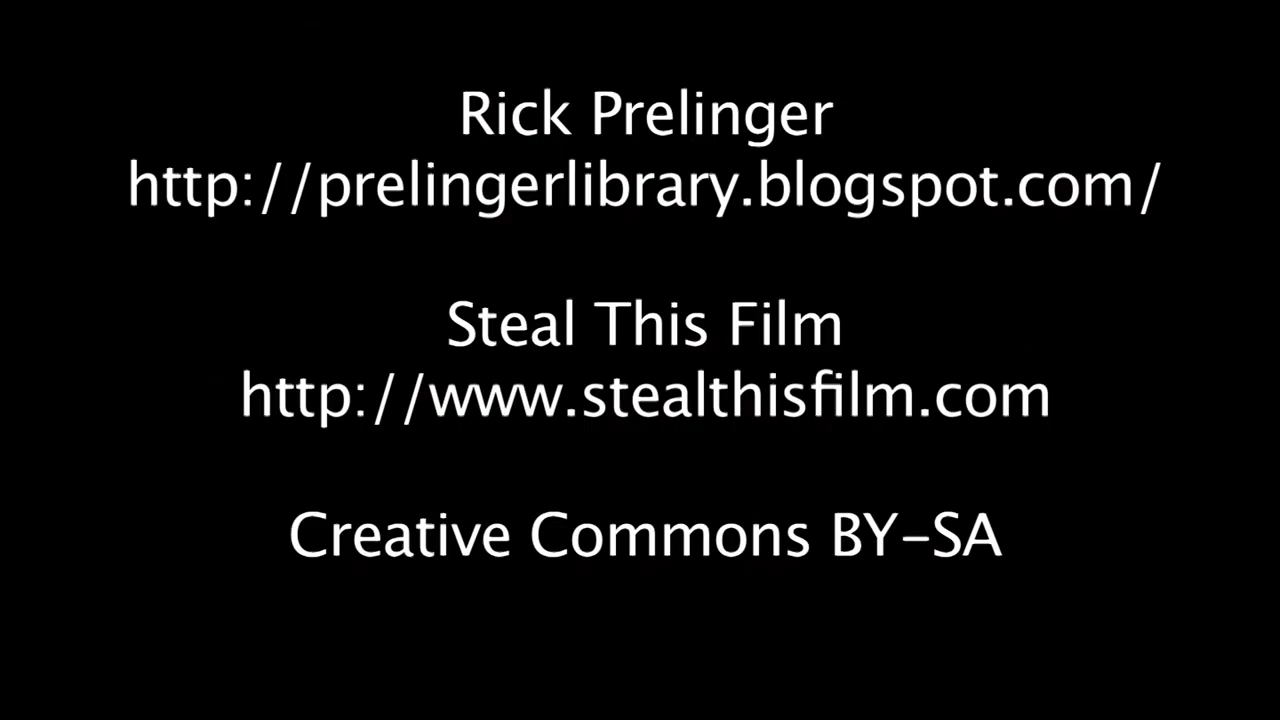 Rick Prelinger
http://prelingerlibrary.blogspot.com/
Steal This Film
http://www.stealthisfilm.com
Creative Commons BY-SA